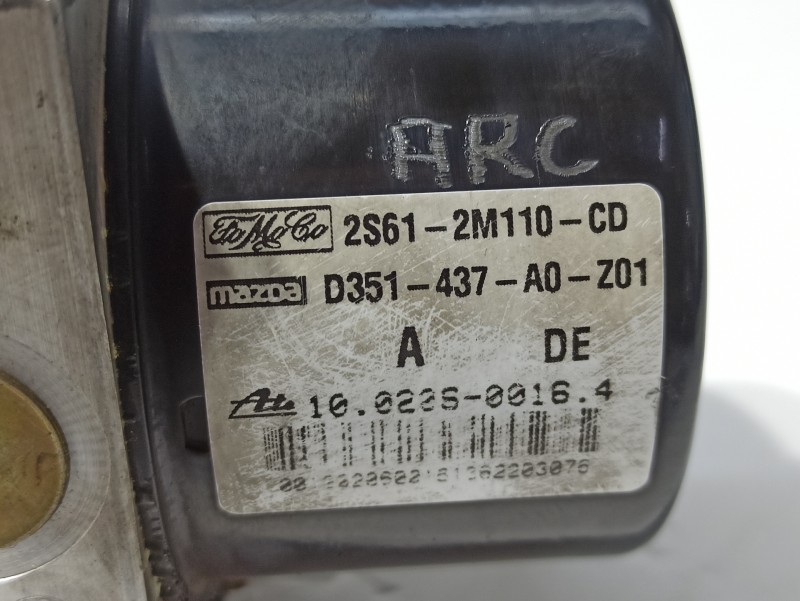 ARC
FoMoCo 2S61-2M110-CD
mazda D351-437-A0-Z01
A DE
Ate 10.0206-0016.4